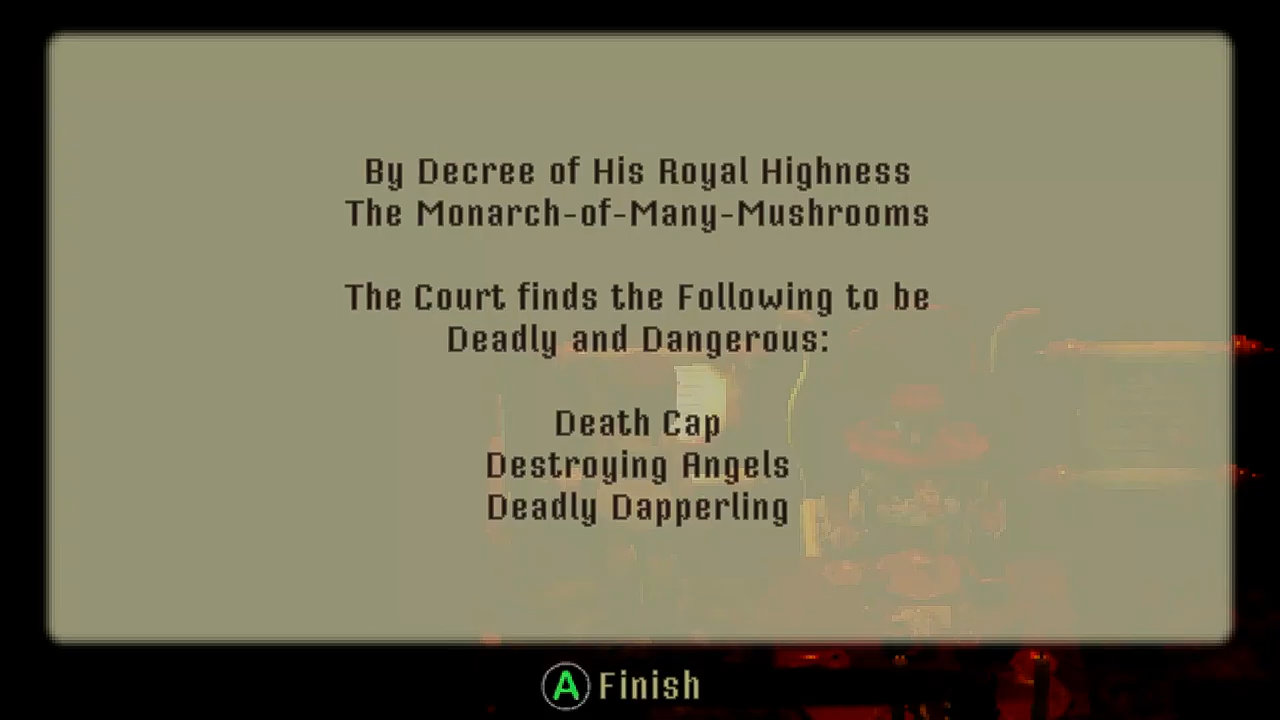 By Decree of His Royal Highness
The Monarch-of-Many-Mushrooms
The Court finds the Following to be
Deadly and Dangerous:
Death Cap
Destroying Angels
Deadly Dapperling
A Finish